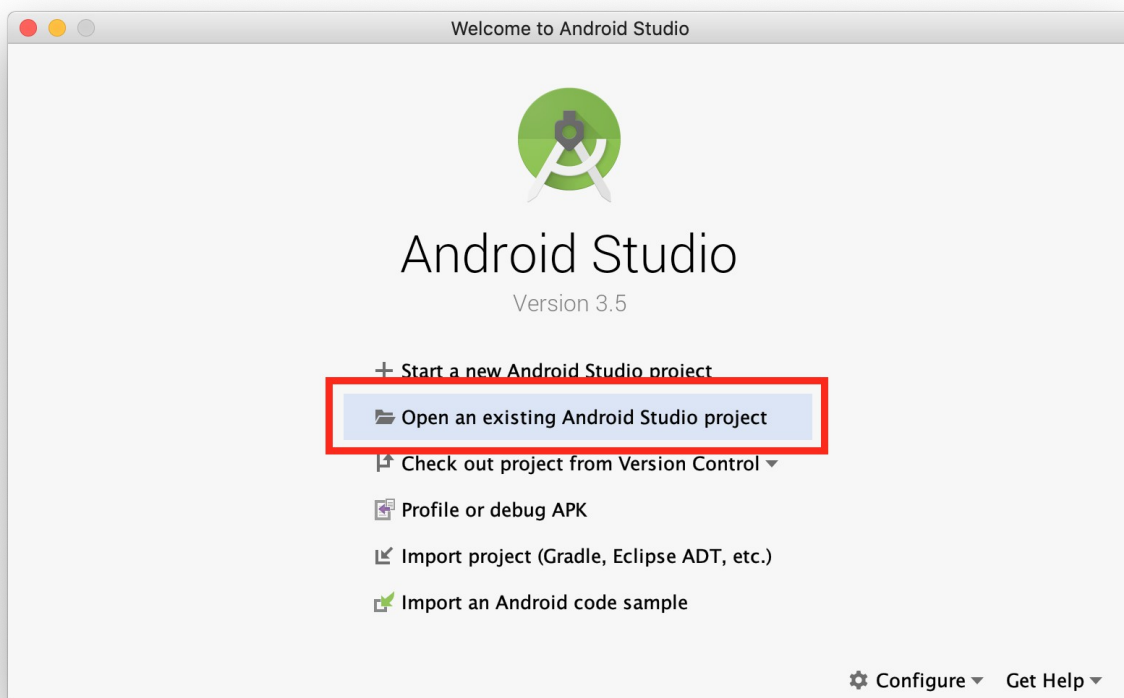 Welcome to Android Studio
Android Studio
Version 3.5
Start a new Android Studio project
Open an existing Android Studio project
Check out project from Version Control
Profile or debug APK
Import project (Gradle, Eclipse ADT, etc.)
Import an Android code sample
Configure Get Help